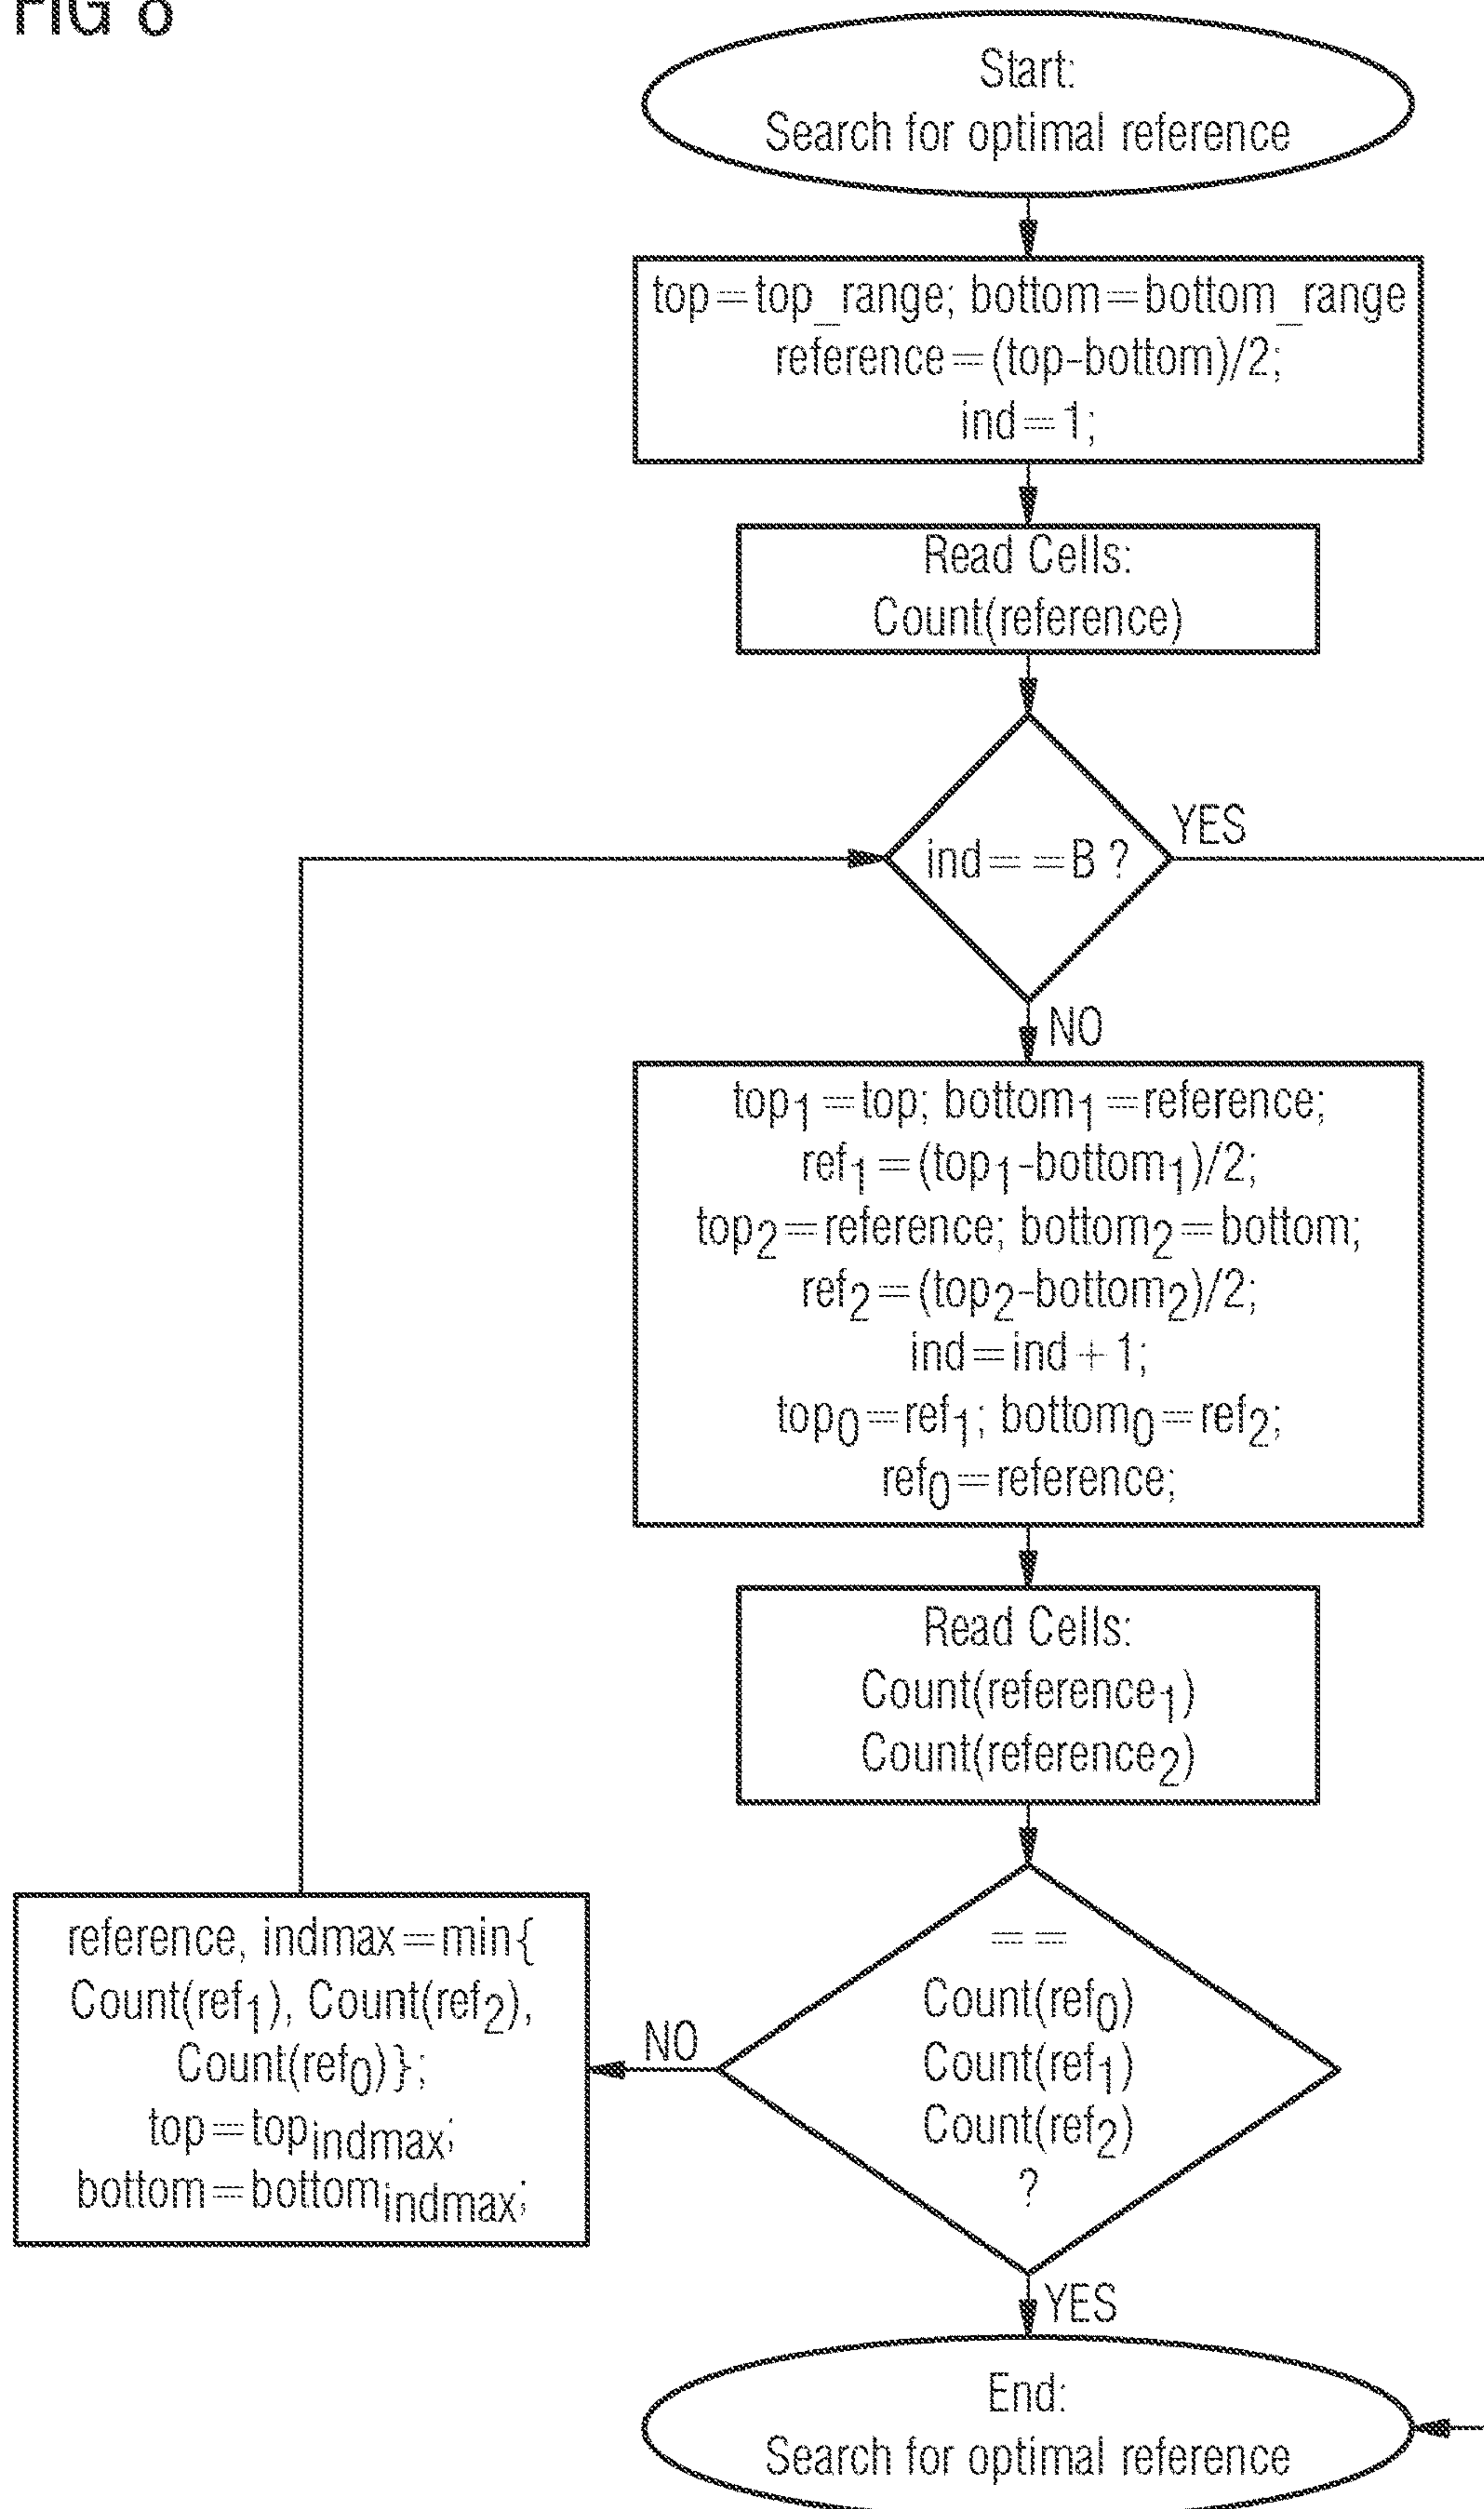 FIG 8
Start:
Search for optimal reference
top=top_range; bottom=bottom_range
reference=(top-bottom)/2;
ind=1;
Read Cells:
Count(reference)
ind==B ?
YES
NO
top1=top; bottom1=reference;
ref1=(top1-bottom1)/2;
top2=reference; bottom2=bottom;
ref2=(top2-bottom2)/2;
ind=ind+1;
top0=ref1; bottom0=ref2;
ref0=reference;
Read Cells:
Count(reference1)
Count(reference2)
==
Count(ref0)
Count(ref1)
Count(ref2)
?
NO
reference, indmax=min{
Count(ref1), Count(ref2),
Count(ref0)};
top=topindmax;
bottom=bottomindmax;
YES
End:
Search for optimal reference